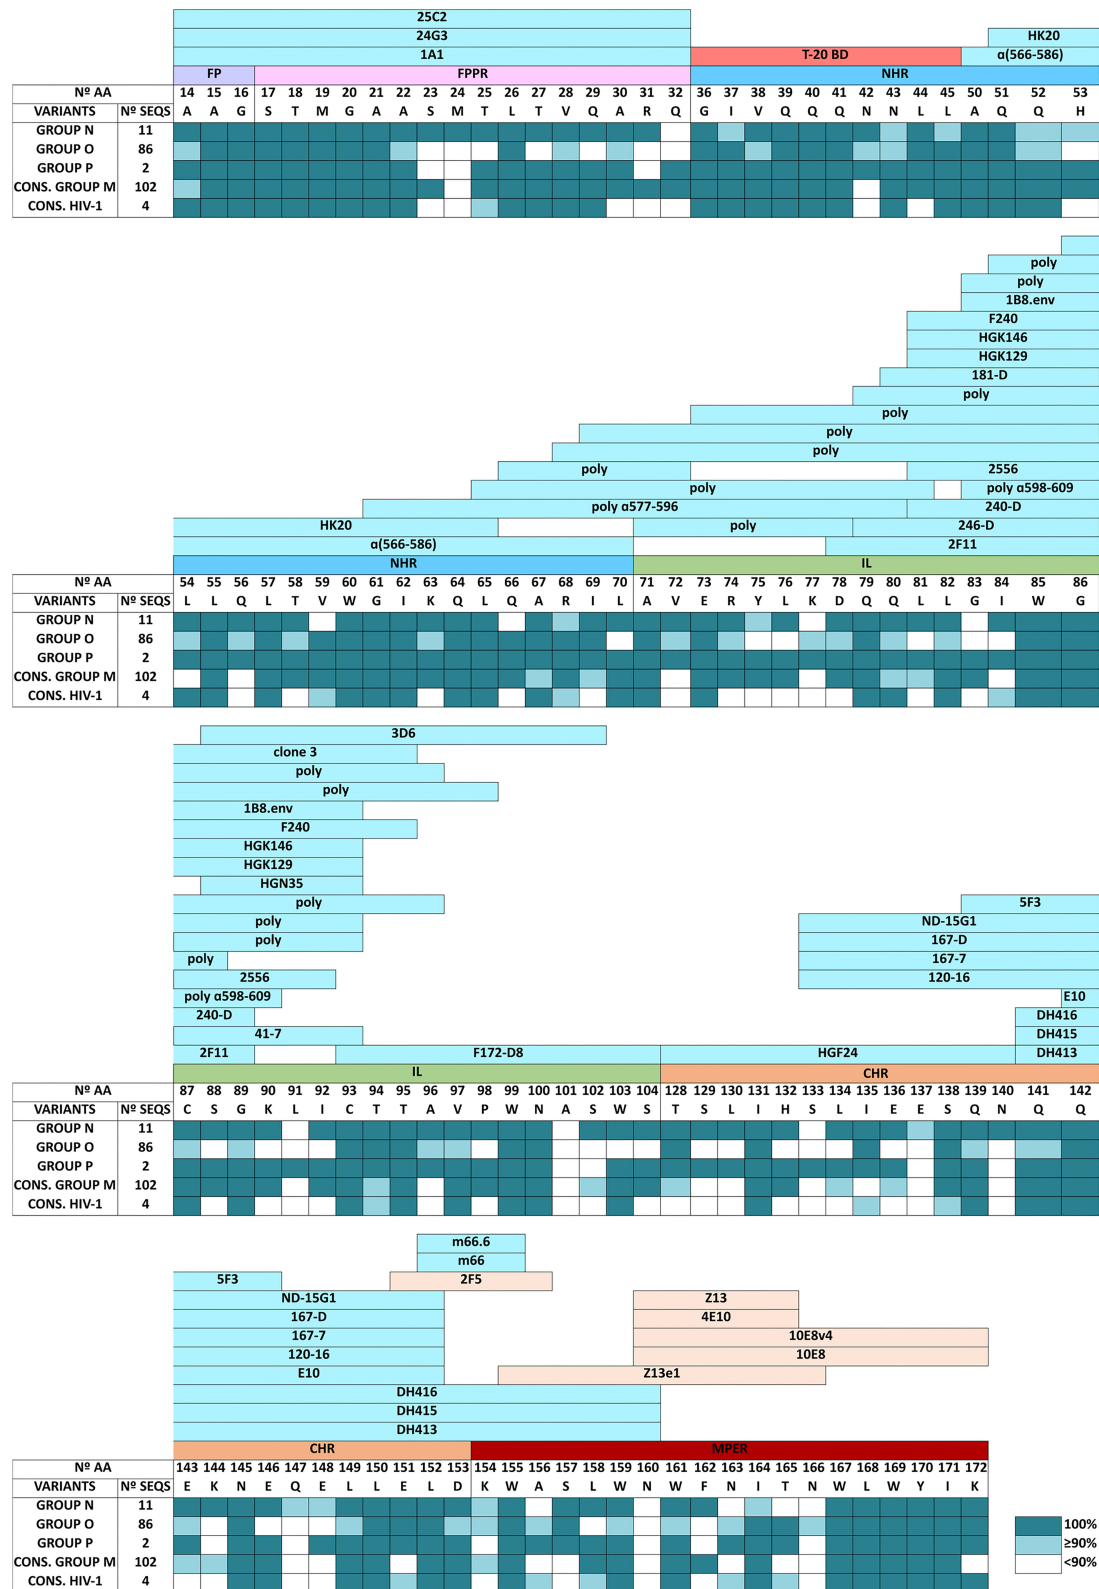 25C2
24G3 HK20
1A1 T-20 BD α(566-586)
FP FPPR NHR
Nº AA 14 15 16 17 18 19 20 21 22 23 24 25 26 27 28 29 30 31 32 36 37 38 39 40 41 42 43 44 45 50 51 52 53
VARIANTS Nº SEQS A A G S T M G A A S M T L T V Q A R Q G I V Q Q Q N N L L A Q Q H
GROUP N 11
GROUP O 86
GROUP P 2
CONS. GROUP M 102
CONS. HIV-1 4
poly
poly
1B8.env
F240
HGK146
HGK129
181-D
poly
poly
poly
poly
poly 2556
poly poly α598-609
poly α577-596 240-D
HK20 poly 246-D
α(566-586) 2F11
NHR IL
Nº AA 54 55 56 57 58 59 60 61 62 63 64 65 66 67 68 69 70 71 72 73 74 75 76 77 78 79 80 81 82 83 84 85 86
VARIANTS Nº SEQS L L Q L T V W G I K Q L Q A R I L A V E R Y L K D Q Q L L G I W G
GROUP N 11
GROUP O 86
GROUP P 2
CONS. GROUP M 102
CONS. HIV-1 4
3D6
clone 3
poly
poly
1B8.env
F240
HGK146
HGK129
HGN35
poly 5F3
poly ND-15G1
poly 167-D
poly 167-7
2556 120-16
poly α598-609 E10
240-D DH416
41-7 DH415
2F11 F172-D8 HGF24 DH413
IL CHR
Nº AA 87 88 89 90 91 92 93 94 95 96 97 98 99 100 101 102 103 104 128 129 130 131 132 133 134 135 136 137 138 139 140 141 142
VARIANTS Nº SEQS C S G K L I C T T A V P W N A S W S T S L I H S L I E E S Q N Q Q
GROUP N 11
GROUP O 86
GROUP P 2
CONS. GROUP M 102
CONS. HIV-1 4
m66.6
m66
5F3 2F5
ND-15G1 Z13
167-D 4E10
167-7 10E8v4
120-16 10E8
E10 Z13e1
DH416
DH415
DH413
CHR MPER
Nº AA 143 144 145 146 147 148 149 150 151 152 153 154 155 156 157 158 159 160 161 162 163 164 165 166 167 168 169 170 171 172
VARIANTS Nº SEQS E K N E Q E L L E L D K W A S L W N W F N I T N W L W Y I K
GROUP N 11
GROUP O 86 100%
GROUP P 2 ≥90%
CONS. GROUP M 102 <90%
CONS. HIV-1 4